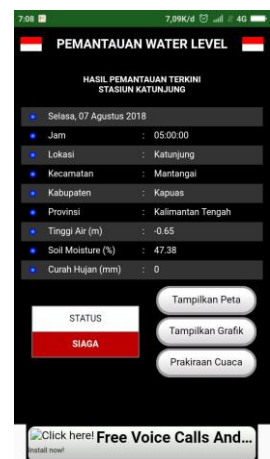 7:08 7,09K/d 4G
PEMANTAUAN WATER LEVEL
HASIL PEMANTAUAN TERKINI
STASIUN KATUNJUNG
Selasa, 07 Agustus 2018
Jam : 05:00:00
Lokasi : Katunjung
Kecamatan : Mantangai
Kabupaten : Kapuas
Provinsi : Kalimantan Tengah
Tinggi Air (m) : -0.65
Soil Moisture (%) : 47.38
Curah Hujan (mm) : 0
Tampilkan Peta
STATUS
Tampilkan Grafik
SIAGA
Prakiraan Cuaca
Click here! Free Voice Calls And...
Install now!